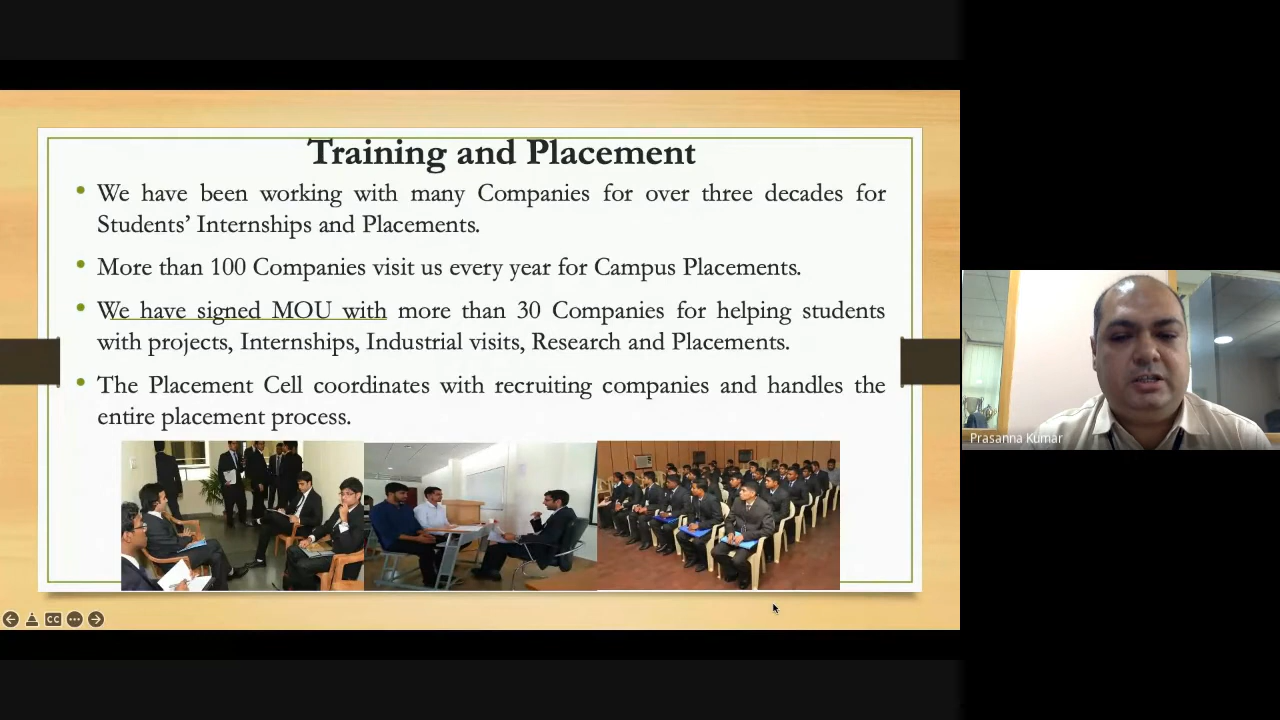 Training and Placement
We have been working with many Companies for over three decades for
Students’ Internships and Placements.
More than 100 Companies visit us every year for Campus Placements.
We have signed MOU with more than 30 Companies for helping students
with projects, Internships, Industrial visits, Research and Placements.
The Placement Cell coordinates with recruiting companies and handles the
entire placement process.
Prasanna Kumar
CC